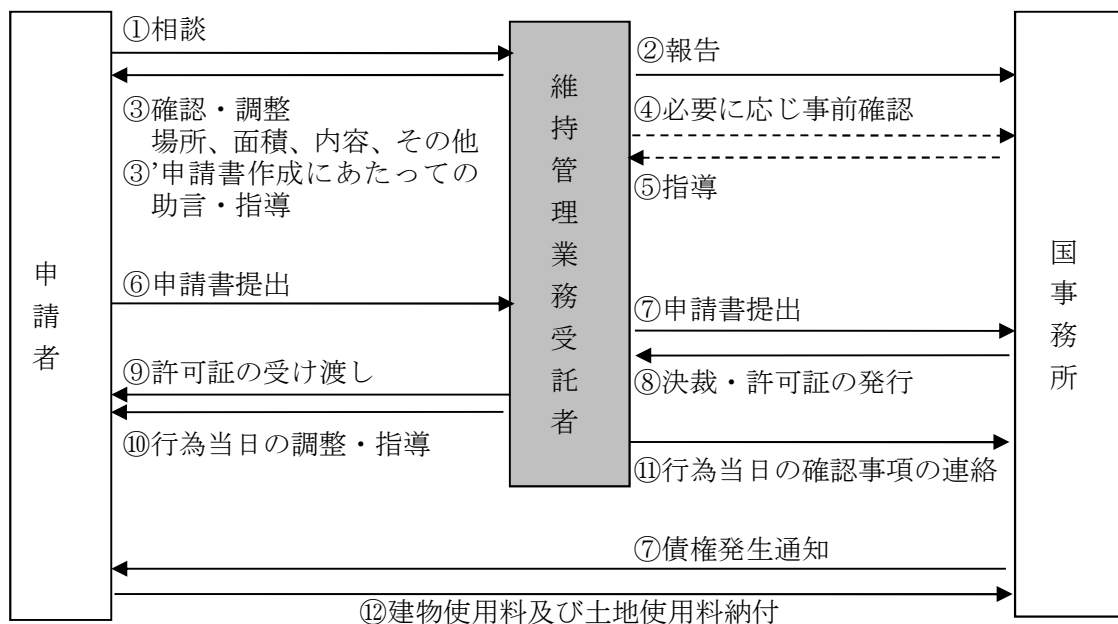 ①相談
②報告
③確認・調整
場所、面積、内容、その他
③’申請書作成にあたっての
助言・指導
④必要に応じ事前確認
⑤指導
申請者
維持管理業務受託者
国事務所
⑥申請書提出
⑦申請書提出
⑨許可証の受け渡し
⑧決裁・許可証の発行
⑩行為当日の調整・指導
⑪行為当日の確認事項の連絡
⑦債権発生通知
⑫建物使用料及び土地使用料納付